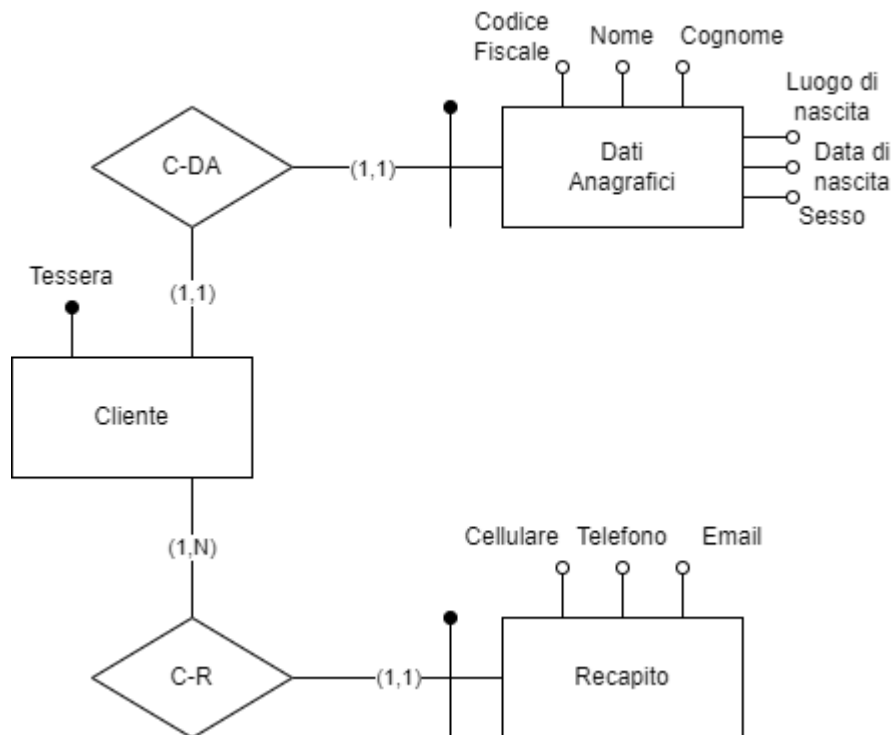 Codice
Fiscale
Nome
Cognome
Luogo di
nascita
Data di
nascita
Sesso
Dati
Anagrafici
(1,1)
C-DA
(1,1)
Tessera
Cliente
(1,N)
C-R
(1,1)
Cellulare
Telefono
Email
Recapito